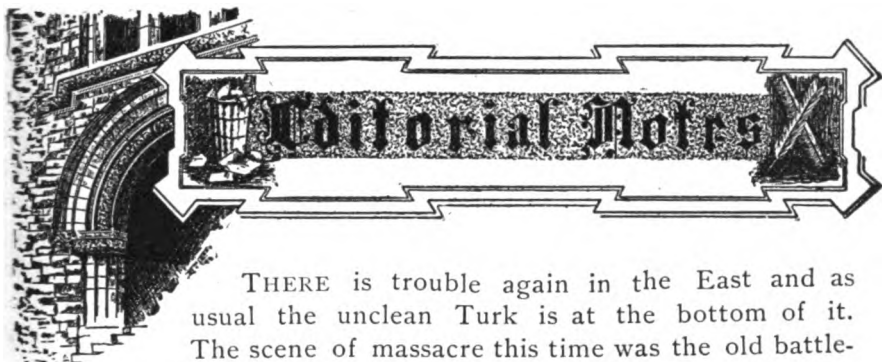 Editorial Notes
THERE is trouble again in the East and as
usual the unclean Turk is at the bottom of it.
The scene of massacre this time was the old battle-